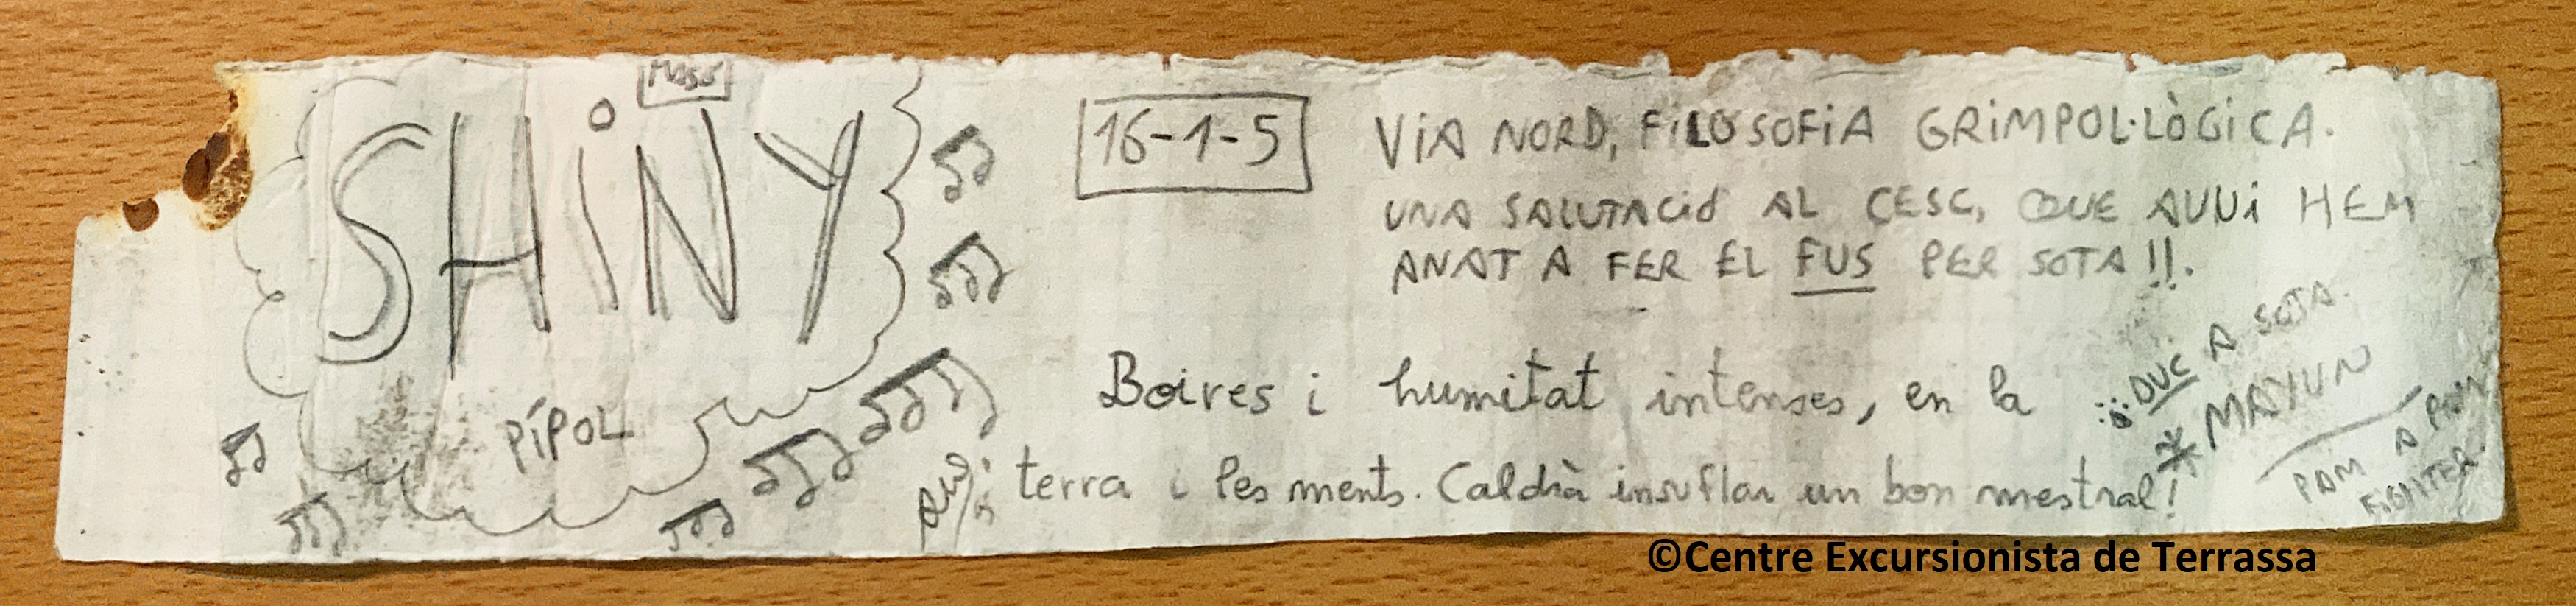 MISS
SHiNY
PÍPOL
16-1-5
ViA NORD, FiLOSOFiA GRiMPOL·LÒGiCA.
UNA SALUTACió AL CESC, QUE AVUi HEM
ANAT A FER EL FUS PER SOTA!!.
Boires i humitat intenses, en la
terra i les ments. Caldrà insuflar un bon mestral!
DUC A SOTA.
* MAYUN
PAM A PAM
FIGHTER.
©Centre Excursionista de Terrassa